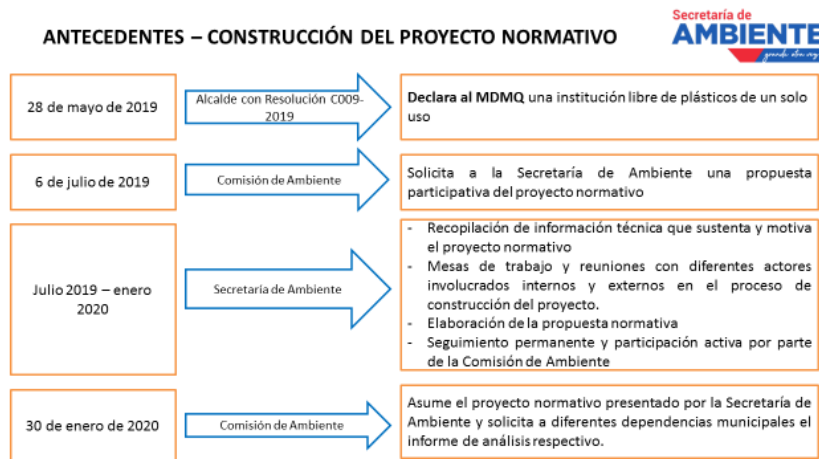 Secretaría de
AMBIENTE
grande otra vez
ANTECEDENTES – CONSTRUCCIÓN DEL PROYECTO NORMATIVO
28 de mayo de 2019
Alcalde con Resolución C009-
2019
Declara al MDMQ una institución libre de plásticos de un solo
uso
6 de julio de 2019
Comisión de Ambiente
Solicita a la Secretaría de Ambiente una propuesta
participativa del proyecto normativo
Julio 2019 – enero
2020
Secretaría de Ambiente
- Recopilación de información técnica que sustenta y motiva
el proyecto normativo
- Mesas de trabajo y reuniones con diferentes actores
involucrados internos y externos en el proceso de
construcción del proyecto.
- Elaboración de la propuesta normativa
- Seguimiento permanente y participación activa por parte
de la Comisión de Ambiente
30 de enero de 2020
Comisión de Ambiente
Asume el proyecto normativo presentado por la Secretaría de
Ambiente y solicita a diferentes dependencias municipales el
informe de análisis respectivo.